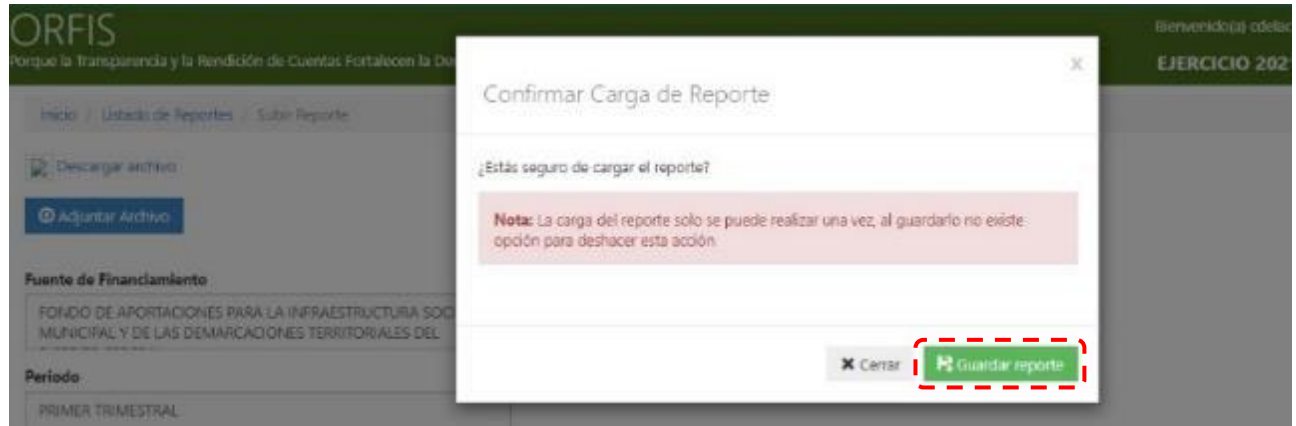 ORFIS
Bienvenido(a)
Porque la Transparencia y la Rendición de Cuentas Fortalecen la
EJERCICIO 202
Inicio / Listado de Reportes / Subir Reporte
Descargar archivo
Adjuntar Archivo
Fuente de Financiamiento
FONDO DE APORTACIONES PARA LA INFRAESTRUCTURA SOC
MUNICIPAL Y DE LAS DEMARCACIONES TERRITORIALES DEL
Periodo
PRIMER TRIMESTRAL
x
Confirmar Carga de Reporte
¿Estás seguro de cargar el reporte?
Nota: La carga del reporte solo se puede realizar una vez, al guardarlo no existe
opción para deshacer esta acción
Cerrar
Guardar reporte